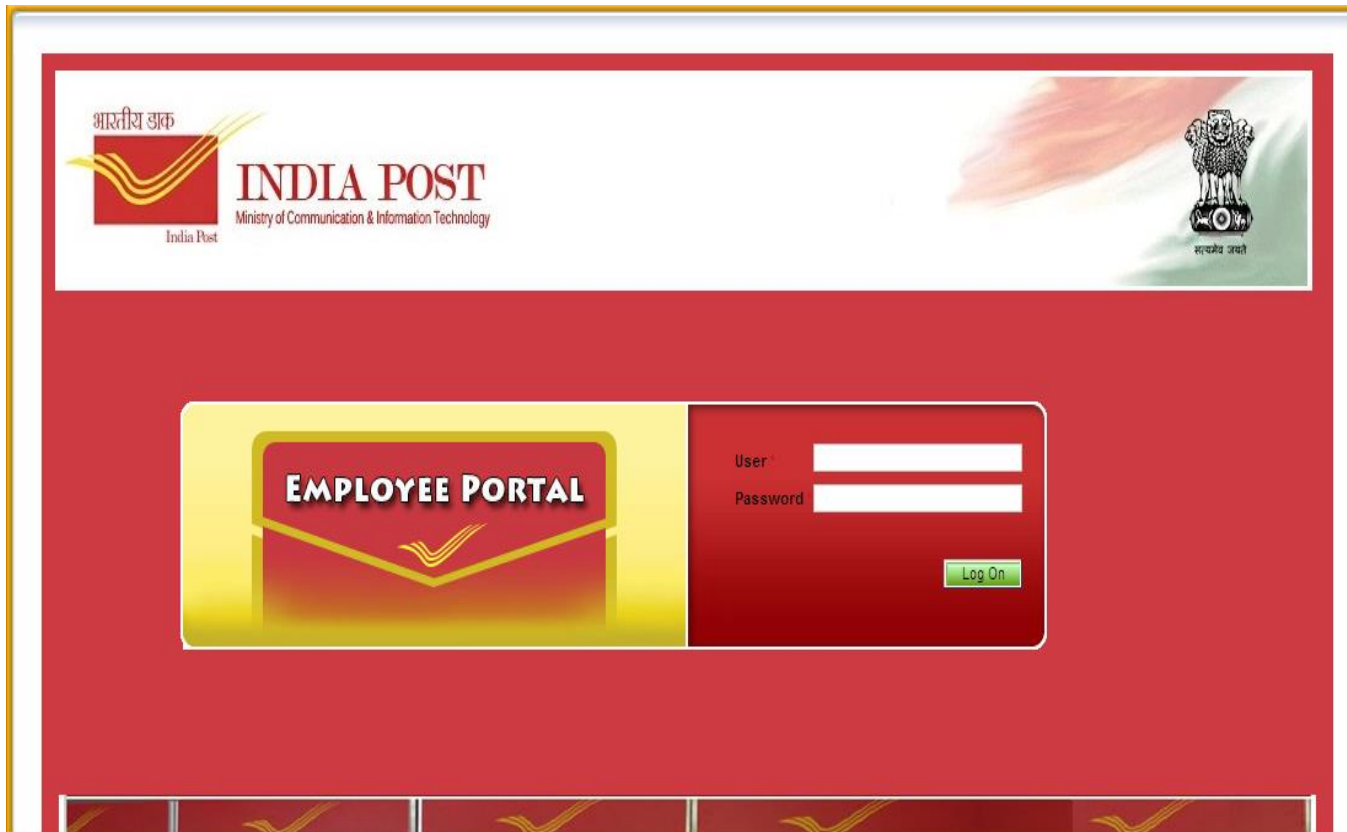 भारतीय डाक
INDIA POST
Ministry of Communication & Information Technology
India Post
सत्यमेव जयते
EMPLOYEE PORTAL
User *
Password
Log On